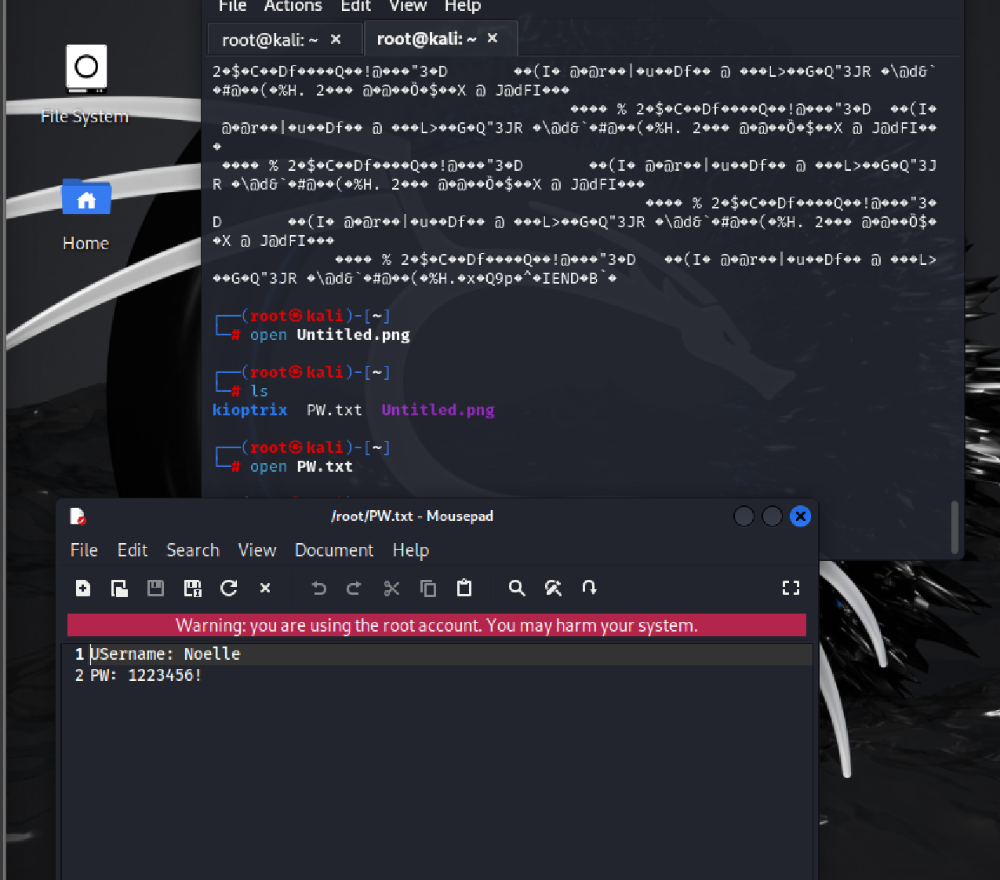 File Actions Edit View Help
root@kali: ~ × root@kali: ~ ×
2�$�C��Df����Q��!@���"3�D ��(I� @�@r��|�u��Df�� @ ���L>��G�Q"3JR �\@d&`
�#@��(�%H. 2��� @�@��Ȍ�$��X @ J@dFI���
���� % 2�$�C��Df����Q��!@���"3�D ��(I�
@�@r��|�u��Df�� @ ���L>��G�Q"3JR �\@d&`�#@��(�%H. 2��� @�@��Ȍ�$��X @ J@dFI��
�
���� % 2�$�C��Df����Q��!@���"3�D ��(I� @�@r��|�u��Df�� @ ���L>��G�Q"3J
R �\@d&`�#@��(�%H. 2��� @�@��Ȍ�$��X @ J@dFI���
���� % 2�$�C��Df����Q��!@���"3�
D ��(I� @�@r��|�u��Df�� @ ���L>��G�Q"3JR �\@d&`�#@��(�%H. 2��� @�@��Ȍ$�
�X @ J@dFI���
���� % 2�$�C��Df����Q��!@���"3�D ��(I� @�@r��|�u��Df�� @ ���L>
��G�Q"3JR �\@d&`�#@��(�%H.�x�Q9p�^�IEND�B`�
┌──(root㉿kali)-[~]
└─# open Untitled.png
┌──(root㉿kali)-[~]
└─# ls
kioptrix PW.txt Untitled.png
┌──(root㉿kali)-[~]
└─# open PW.txt
File System
Home
/root/PW.txt - Mousepad
File Edit Search View Document Help
Warning: you are using the root account. You may harm your system.
1 USername: Noelle
2 PW: 1223456!